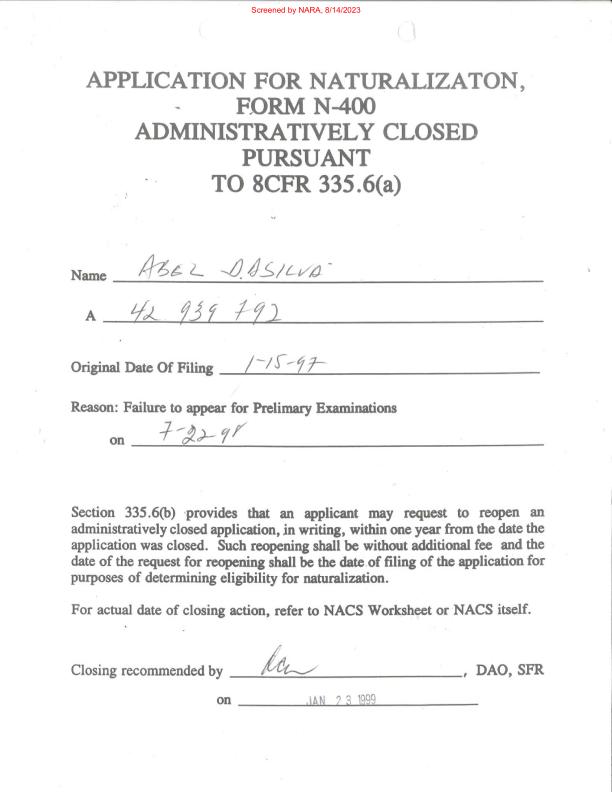 Screened by NARA, 8/14/2023
APPLICATION FOR NATURALIZATON,
FORM N-400
ADMINISTRATIVELY CLOSED
PURSUANT
TO 8CFR 335.6(a)
Name ABEL DASILVA
A 42 939 792
Original Date Of Filing 1-15-97
Reason: Failure to appear for Prelimary Examinations
on 7-22-98
Section 335.6(b) provides that an applicant may request to reopen an
administratively closed application, in writing, within one year from the date the
application was closed. Such reopening shall be without additional fee and the
date of the request for reopening shall be the date of filing of the application for
purposes of determining eligibility for naturalization.
For actual date of closing action, refer to NACS Worksheet or NACS itself.
Closing recommended by , DAO, SFR
on JAN 23 1999